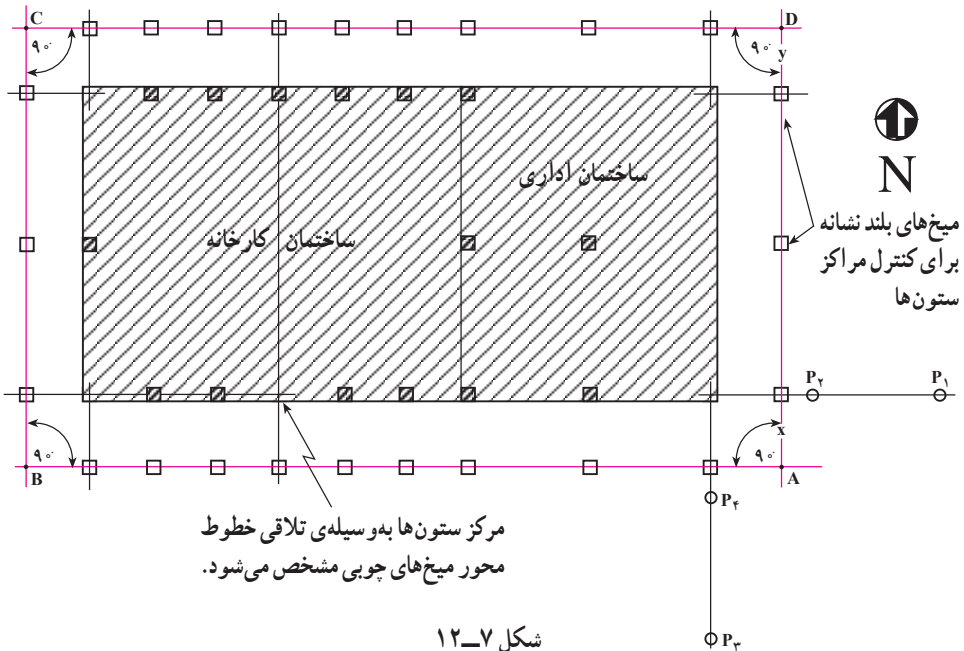 C
D
۹۰°
۹۰°
y
N
ساختمان اداری
ساختمان کارخانه
میخ‌های بلند نشانه
برای کنترل مراکز
ستون‌ها
P۲
P۱
x
۹۰°
۹۰°
B
A
P۴
مرکز ستون‌ها به‌وسیله‌ی تلاقی خطوط
محور میخ‌های چوبی مشخص می‌شود.
شکل ۷ــ۱۲
P۳